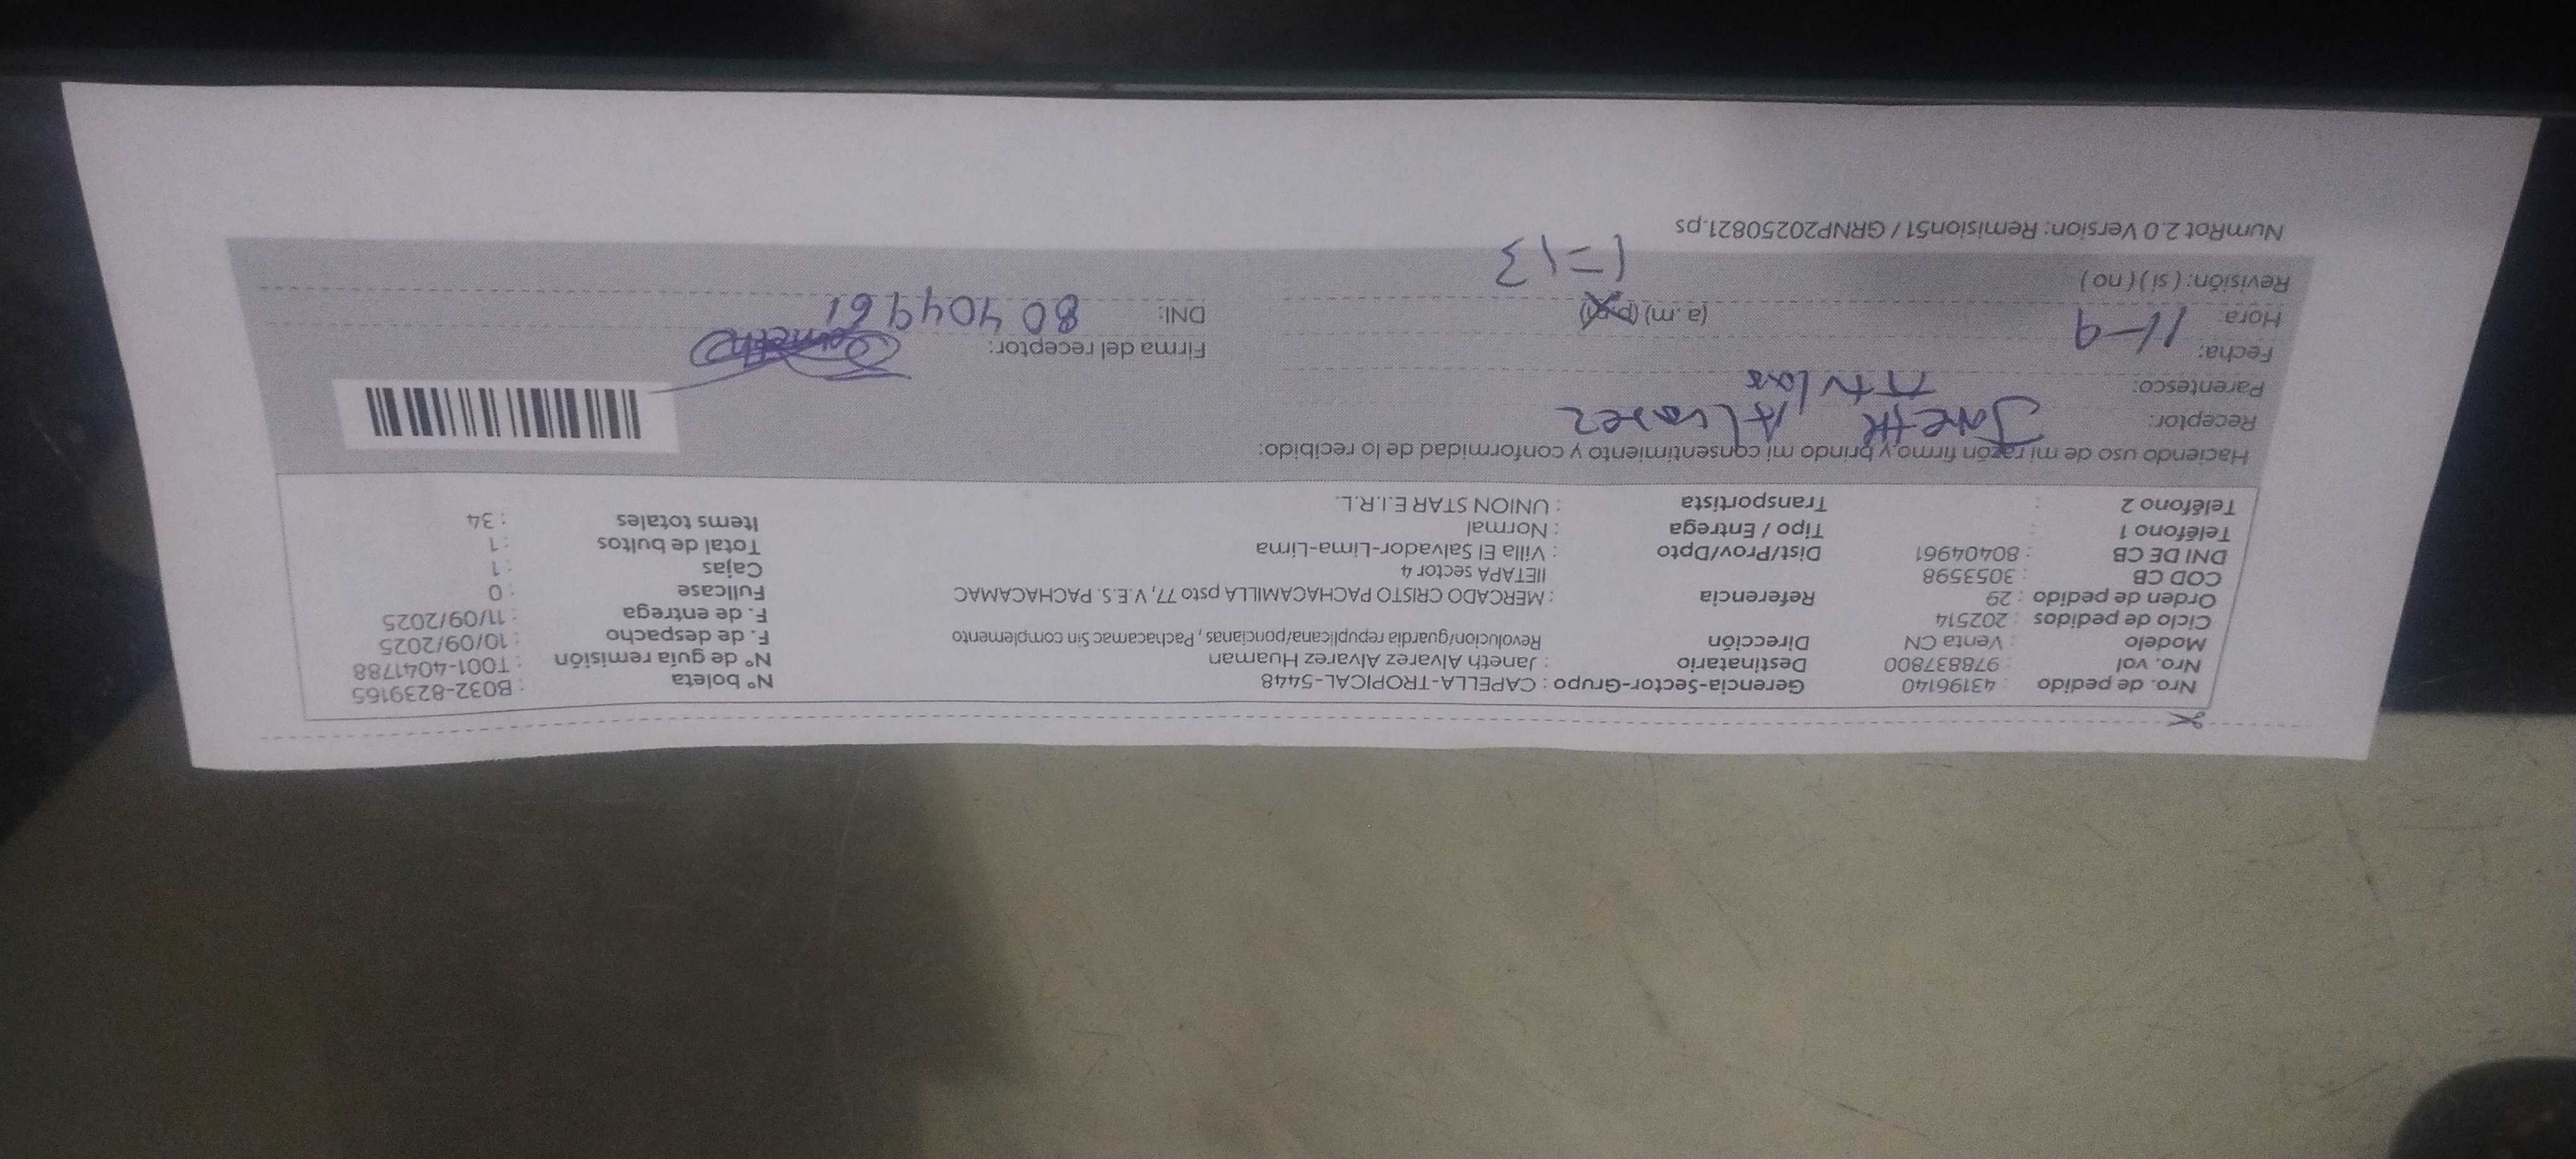 Nro. de pedido : 43196140 Gerencia-Sector-Grupo : CAPELLA-TROPICAL-5448 N° boleta : B032-8239165
Nro. vol : 978837800 Destinatario : Janeth Alvarez Alvarez Huaman N° de guía remisión : T001-4041788
Modelo : Venta CN Dirección Revolución/guardia repuplicana/poncianas , Pachacamac Sin complemento F. de despacho : 10/09/2025
Ciclo de pedidos : 202514 F. de entrega : 11/09/2025
Orden de pedido : 29 Referencia : MERCADO CRISTO PACHACAMILLA psto 77, V.E.S. PACHACAMAC Fullcase : 0
COD CB : 3053598 IIETAPA sector 4 Cajas : 1
DNI DE CB : 80404961 Dist/Prov/Dpto : Villa El Salvador-Lima-Lima Total de bultos : 1
Teléfono 1 : Tipo / Entrega : Normal Items totales : 34
Teléfono 2 : Transportista : UNION STAR E.I.R.L.
Haciendo uso de mi razón firmo y brindo mi consentimiento y conformidad de lo recibido:
Receptor: Janeth Alvarez
Parentesco:
Fecha: 11-9 Firma del receptor: Janeth
Hora: (a. m) (p.m) 1=13 DNI: 80404961
Revisión: ( si ) ( no )
NumRot 2.0 Version: Remision51 / GRNP20250821.ps